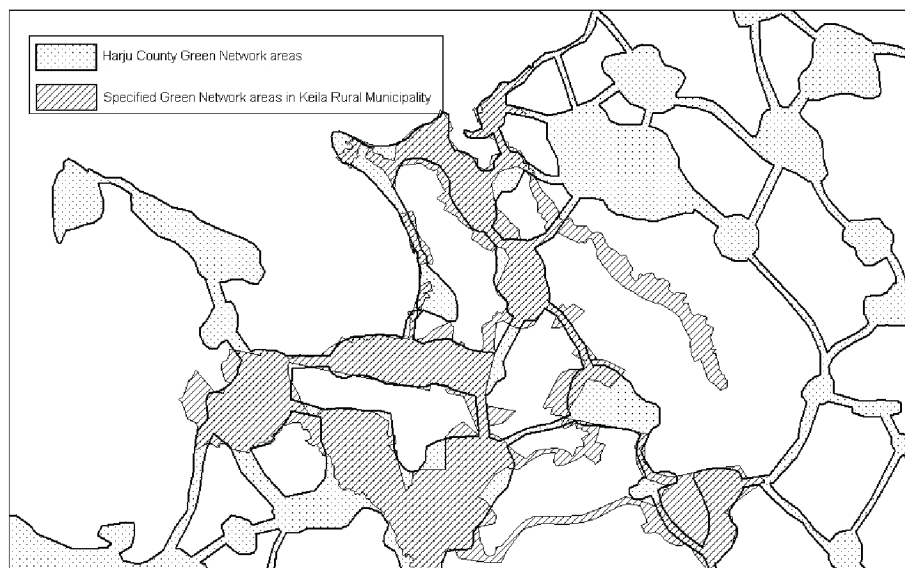 Harju County Green Network areas
Specified Green Network areas in Keila Rural Municipality